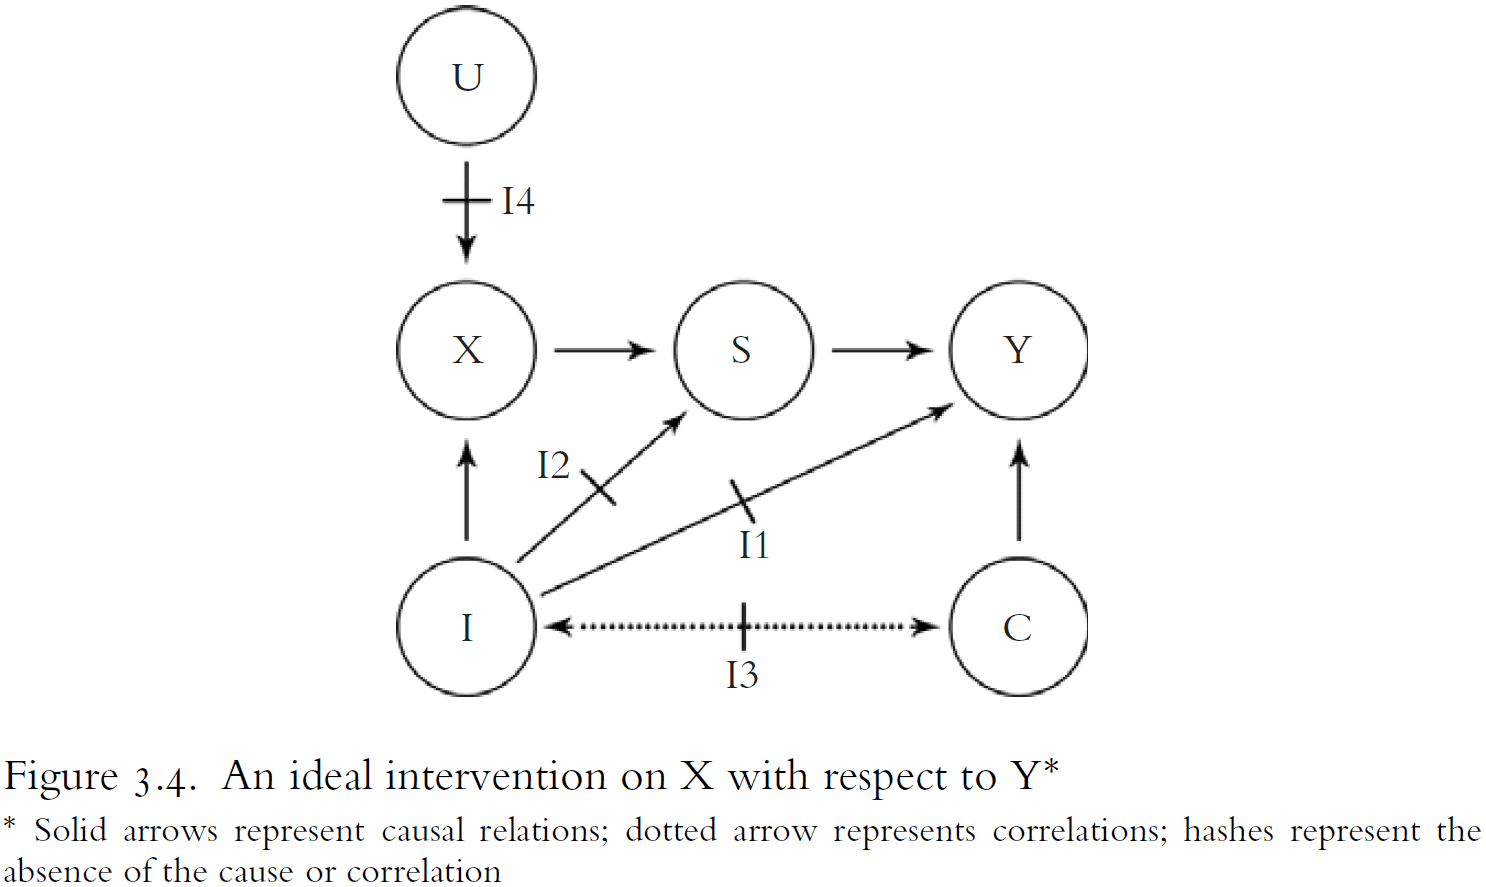 U
I4
X
S
Y
I2
I1
I
C
I3
Figure 3.4. An ideal intervention on X with respect to Y*
* Solid arrows represent causal relations; dotted arrow represents correlations; hashes represent the
absence of the cause or correlation